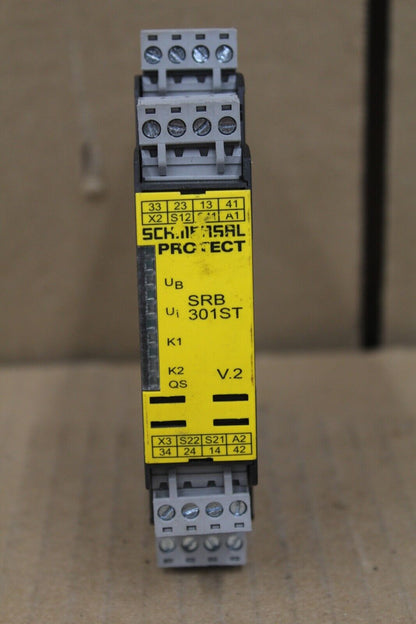 33 23 13 41
X2 S12 S11 A1
SCHMERSAL
PROTECT
UB
SRB
Ui
301ST
K1
K2
V.2
QS
X3 S22 S21 A2
34 24 14 42